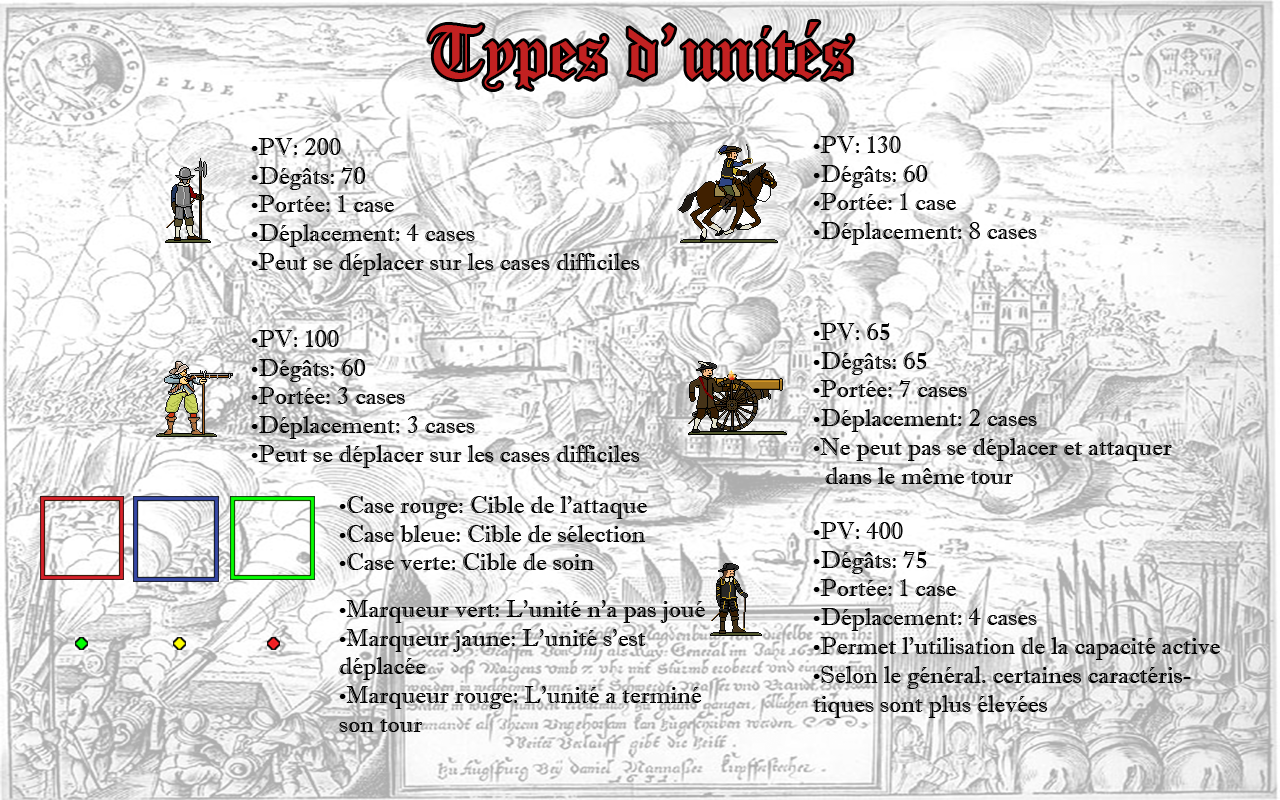 Types d'unités
•PV: 200
•Dégâts: 70
•Portée: 1 case
•Déplacement: 4 cases
•Peut se déplacer sur les cases difficiles
•PV: 130
•Dégâts: 60
•Portée: 1 case
•Déplacement: 8 cases
•PV: 100
•Dégâts: 60
•Portée: 3 cases
•Déplacement: 3 cases
•Peut se déplacer sur les cases difficiles
•PV: 65
•Dégâts: 65
•Portée: 7 cases
•Déplacement: 2 cases
•Ne peut pas se déplacer et attaquer
dans le même tour
•Case rouge: Cible de l'attaque
•Case bleue: Cible de sélection
•Case verte: Cible de soin
•Marqueur vert: L'unité n'a pas joué
•Marqueur jaune: L'unité s'est
déplacée
•Marqueur rouge: L'unité a terminé
son tour
•PV: 400
•Dégâts: 75
•Portée: 1 case
•Déplacement: 4 cases
•Permet l'utilisation de la capacité active
•Selon le général. certaines caractéris-
tiques sont plus élevées
ELBE FLV
ELBE FL